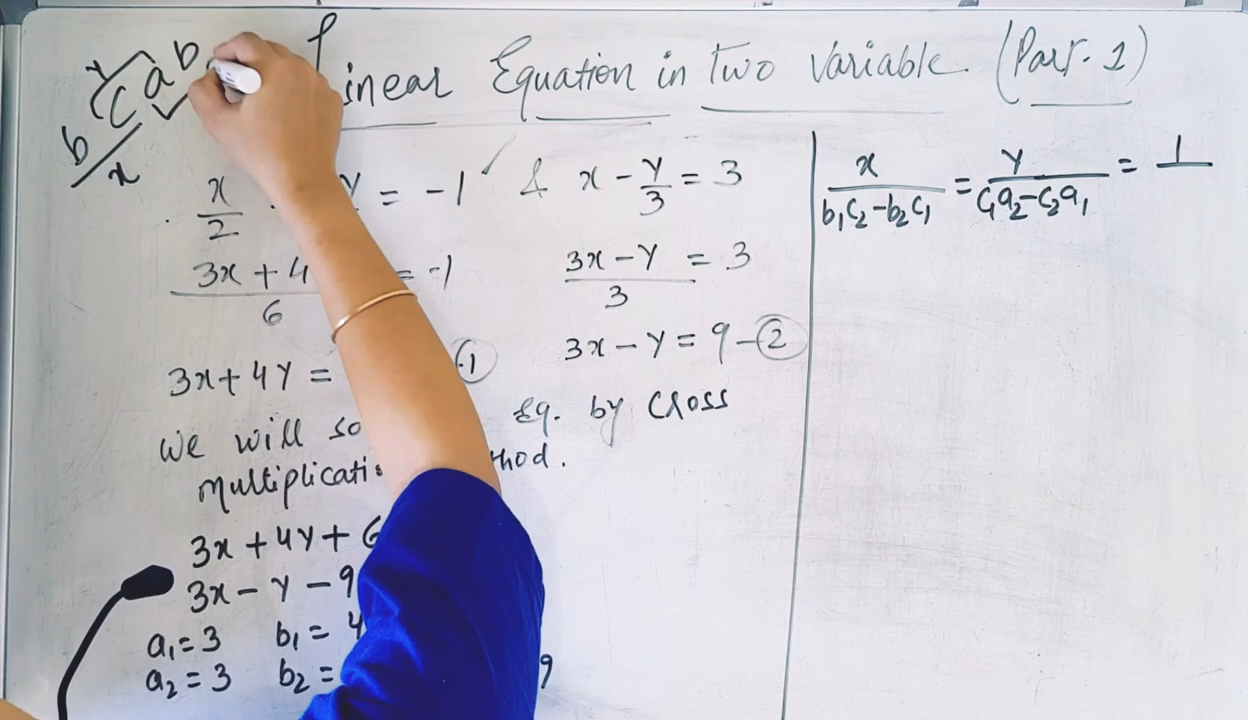 Linear Equation in Two Variable (Part. 1)
b c a b
x y
x/2 Y = -1 & x - Y/3 = 3
x/(b₁c₂-b₂c₁) = Y/(c₁a₂-c₂a₁) = 1
(3x + 4)/6 = -1
(3x - Y)/3 = 3
3x + 4Y = 1
3x - Y = 9 - 2
We will so Eq. by Cross
Multiplicati thod.
3x + 4Y + 6
3x - Y - 9
a₁ = 3 b₁ = 4
a₂ = 3 b₂ = 9